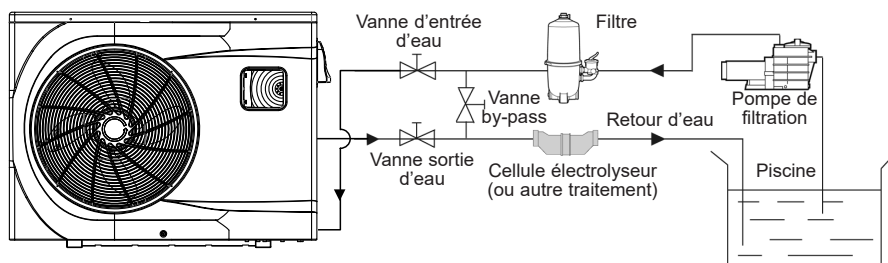 Vanne d'entrée
d'eau
Filtre
Vanne
by-pass
Pompe de
filtration
Vanne sortie
d'eau
Retour d'eau
Cellule électrolyseur
(ou autre traitement)
Piscine